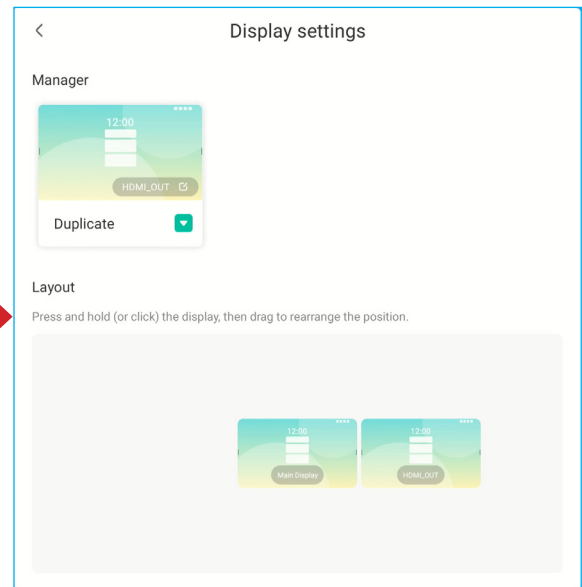 Display settings
Manager
12:00
HDMI_OUT
Duplicate
Layout
Press and hold (or click) the display, then drag to rearrange the position.
12:00 12:00
Main Display HDMI_OUT